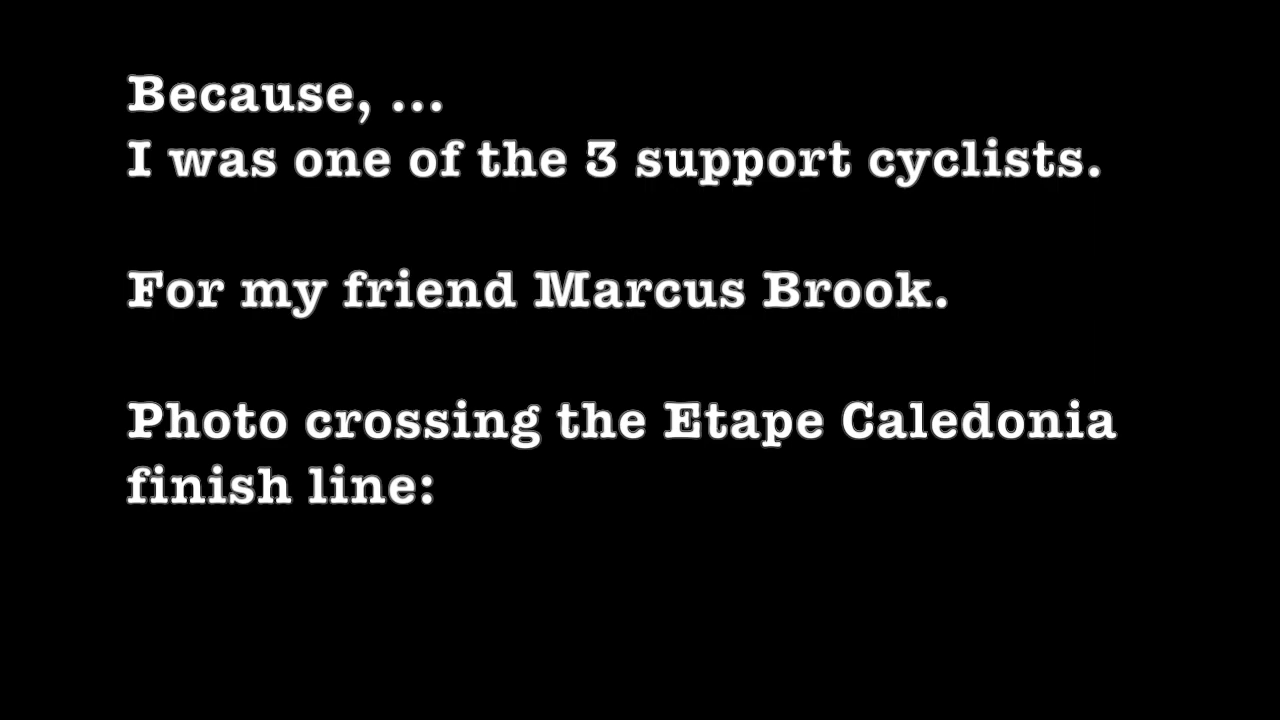 Because, ...
I was one of the 3 support cyclists.
For my friend Marcus Brook.
Photo crossing the Etape Caledonia
finish line: